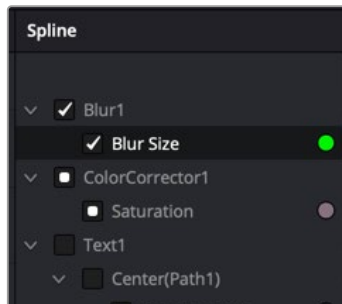 Spline
Blur1
Blur Size
ColorCorrector1
Saturation
Text1
Center(Path1)